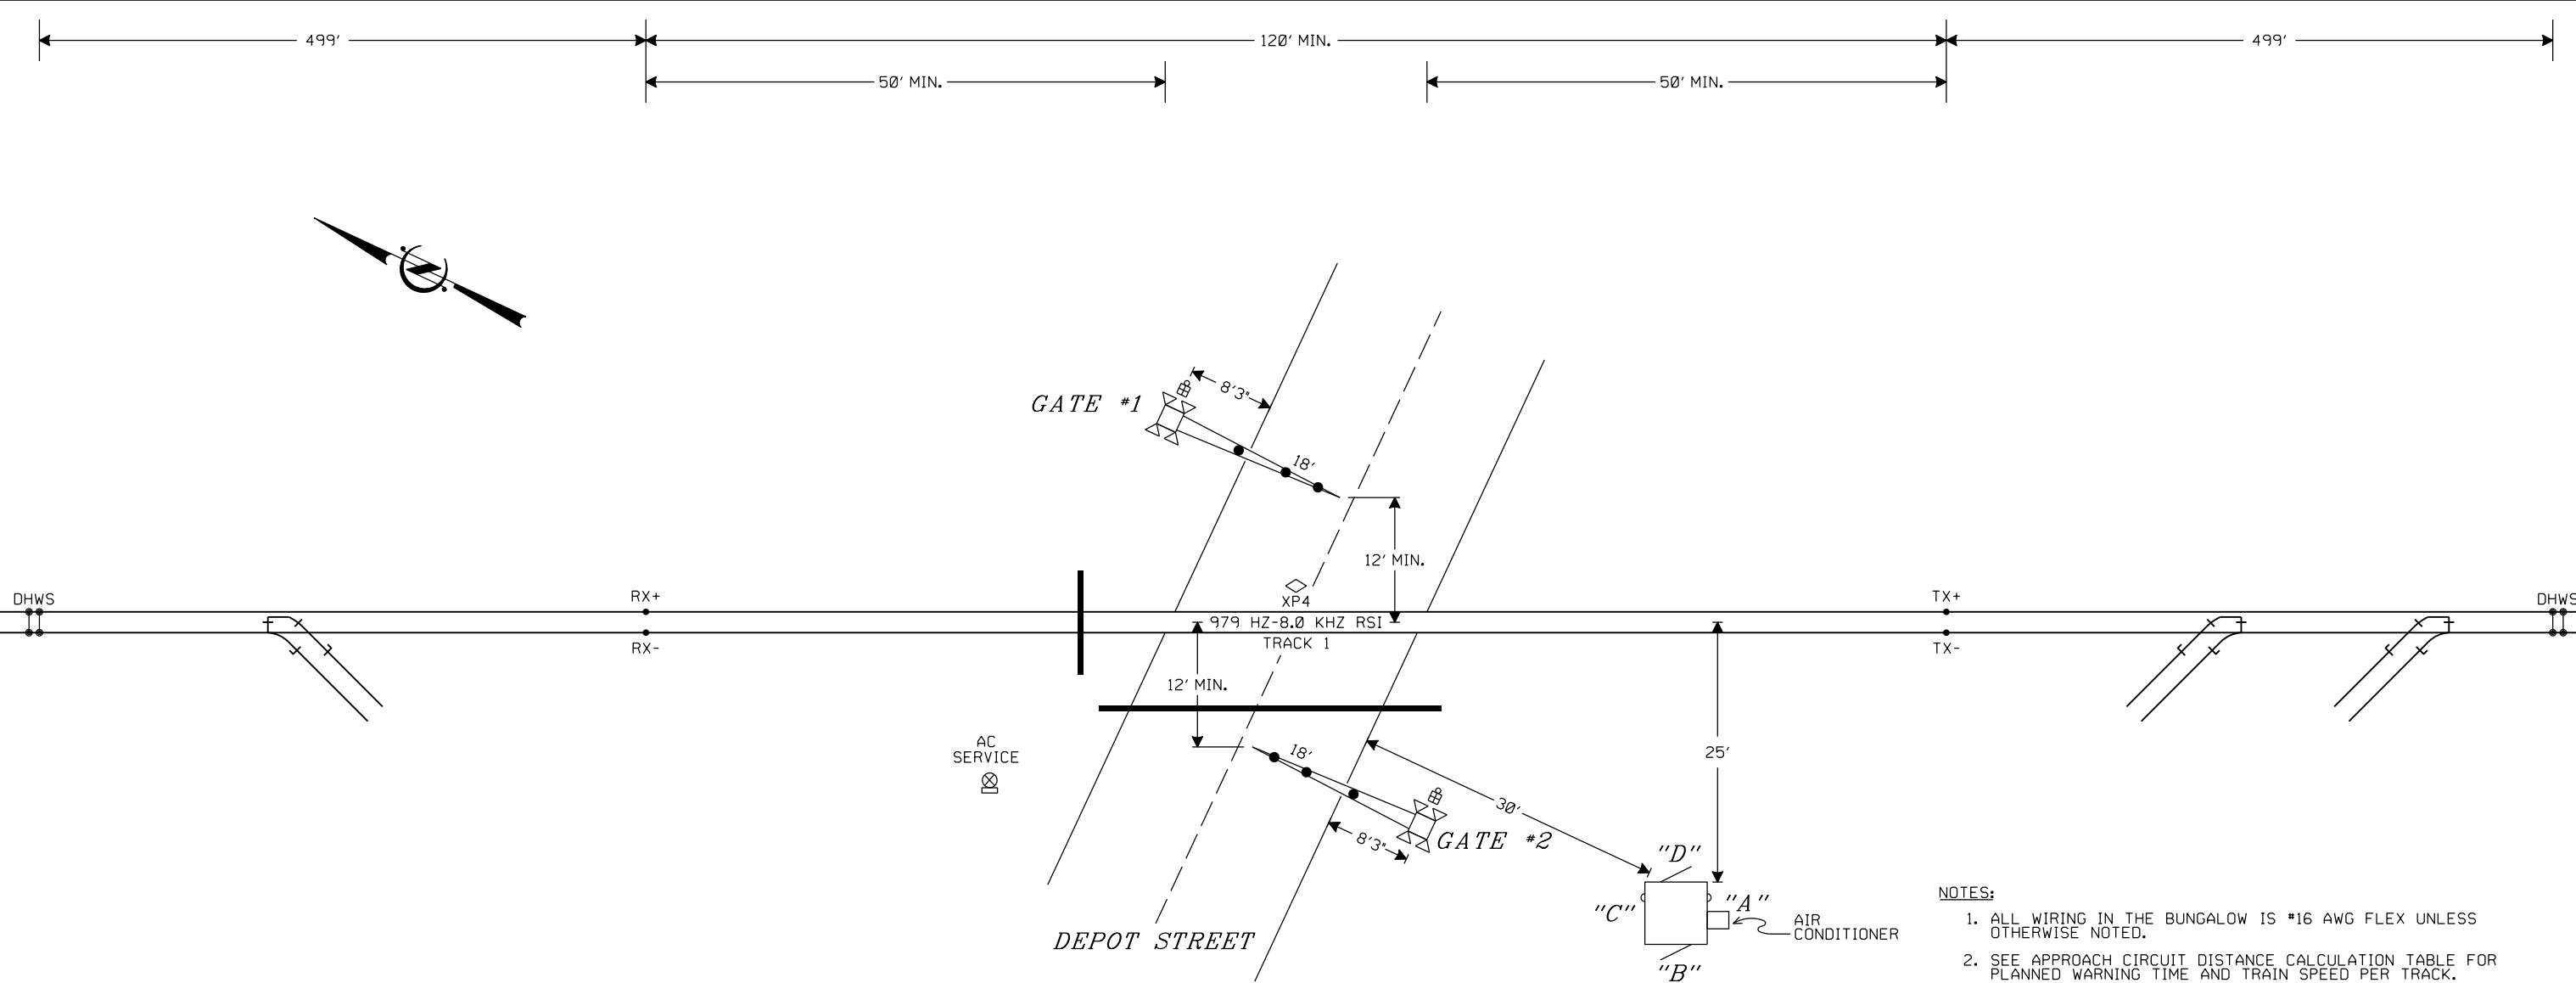 499'
120' MIN.
499'
50' MIN.
50' MIN.
8'3"
GATE #1
18'
12' MIN.
DHWS
RX+
XP4
TX+
DHWS
979 HZ-8.0 KHZ RSI
RX-
TRACK 1
TX-
12' MIN.
AC
SERVICE
18'
25'
30'
8'3"
GATE #2
"D"
"C"
"A"
AIR
CONDITIONER
"B"
DEPOT STREET
NOTES:
1. ALL WIRING IN THE BUNGALOW IS #16 AWG FLEX UNLESS
OTHERWISE NOTED.
2. SEE APPROACH CIRCUIT DISTANCE CALCULATION TABLE FOR
PLANNED WARNING TIME AND TRAIN SPEED PER TRACK.